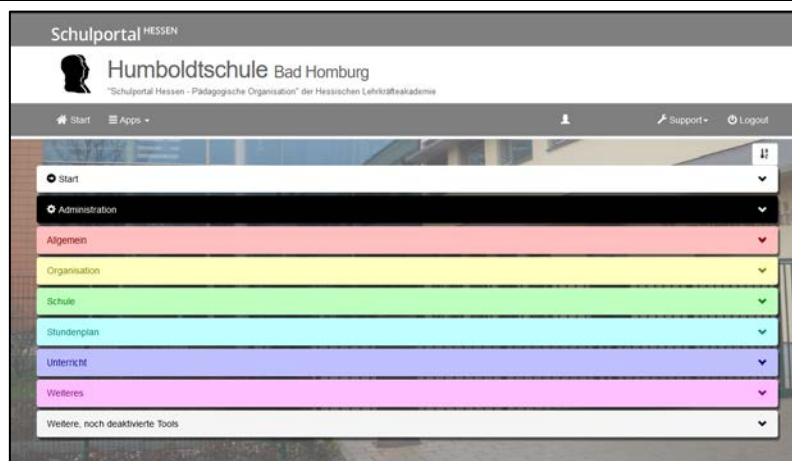 Schulportal HESSEN
Humboldtschule Bad Homburg
"Schulportal Hessen - Pädagogische Organisation" der Hessischen Lehrkräfteakademie
Start Apps Support Logout
Start
Administration
Allgemein
Organisation
Schule
Stundenplan
Unterricht
Weiteres
Weitere, noch deaktivierte Tools